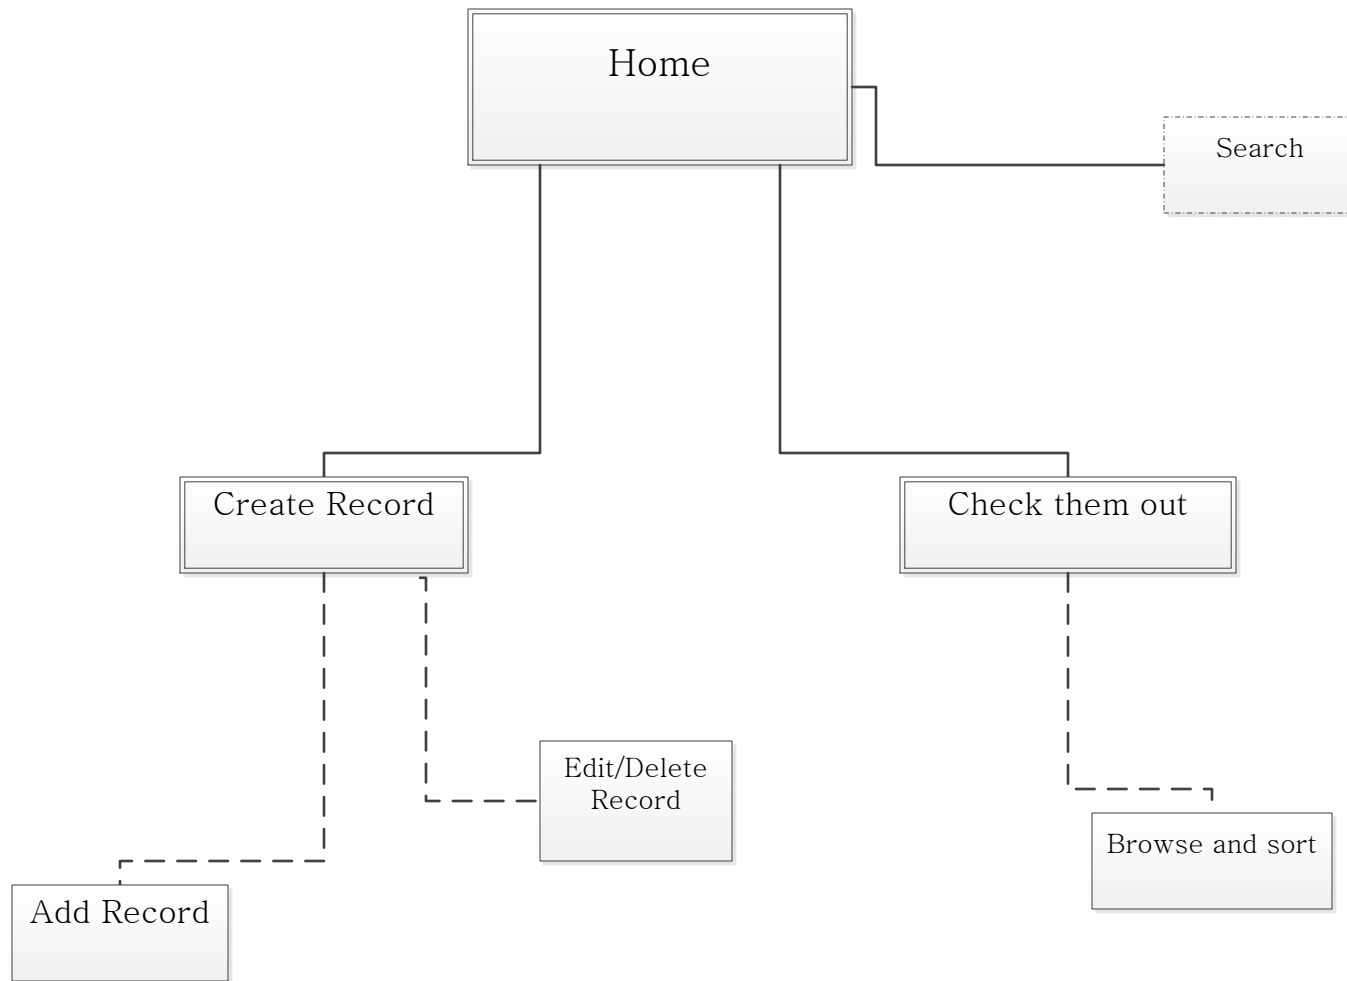 Home
Search
Create Record
Check them out
Edit/Delete
Record
Browse and sort
Add Record